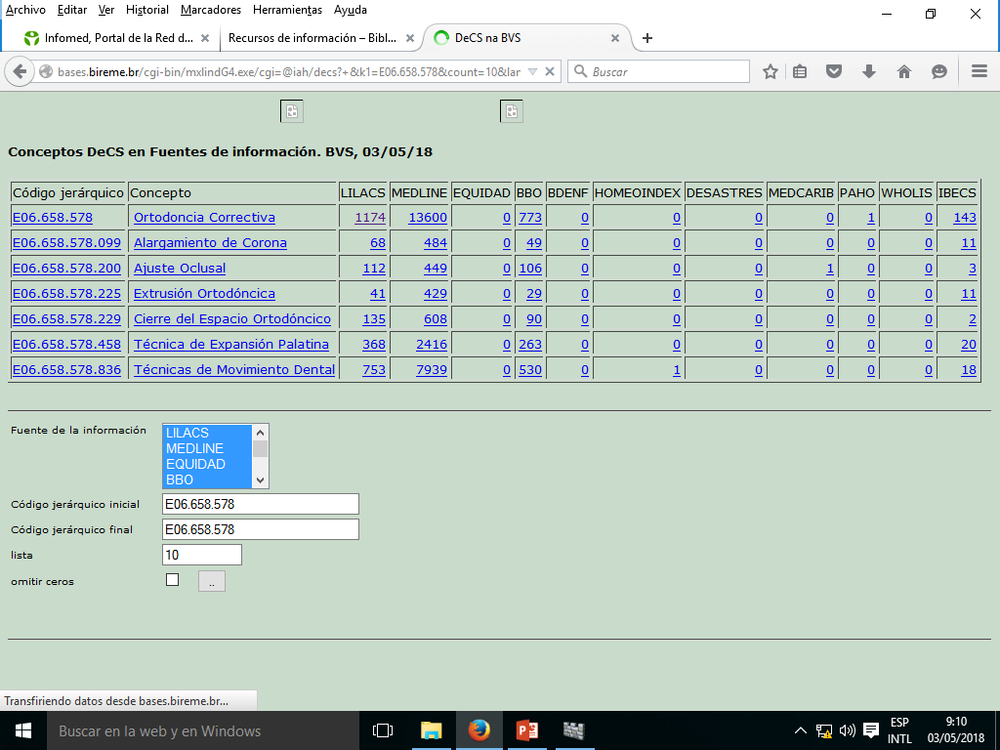 Archivo Editar Ver Historial Marcadores Herramientas Ayuda
Infomed, Portal de la Red d... Recursos de información – Bibl... DeCS na BVS
bases.bireme.br/cgi-bin/mxlindG4.exe/cgi=@iah/decs?+&k1=E06.658.578&count=10&lar Buscar
Conceptos DeCS en Fuentes de información. BVS, 03/05/18
Código jerárquico Concepto LILACS MEDLINE EQUIDAD BBO BDENF HOMEOINDEX DESASTRES MEDCARIB PAHO WHOLIS IBECS
E06.658.578 Ortodoncia Correctiva 1174 13600 0 773 0 0 0 0 1 0 143
E06.658.578.099 Alargamiento de Corona 68 484 0 49 0 0 0 0 0 0 11
E06.658.578.200 Ajuste Oclusal 112 449 0 106 0 0 0 1 0 0 3
E06.658.578.225 Extrusión Ortodóncica 41 429 0 29 0 0 0 0 0 0 11
E06.658.578.229 Cierre del Espacio Ortodóncico 135 608 0 90 0 0 0 0 0 0 2
E06.658.578.458 Técnica de Expansión Palatina 368 2416 0 263 0 0 0 0 0 0 20
E06.658.578.836 Técnicas de Movimiento Dental 753 7939 0 530 0 1 0 0 0 0 18
Fuente de la información
LILACS
MEDLINE
EQUIDAD
BBO
Código jerárquico inicial E06.658.578
Código jerárquico final E06.658.578
lista 10
omitir ceros ..
Transfiriendo datos desde bases.bireme.br...
Buscar en la web y en Windows
ESP
INTL
9:10
03/05/2018